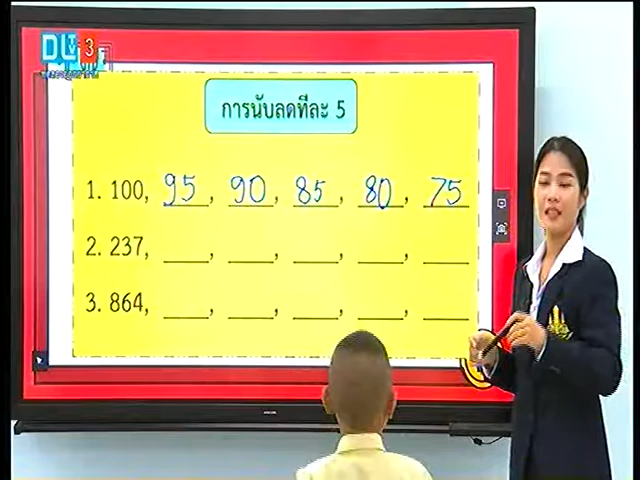 DLTV 3
การนับลดทีละ 5
1. 100, 95, 90, 85, 80, 75
2. 237, ____, ____, ____, ____, ____
3. 864, ____, ____, ____, ____, ____